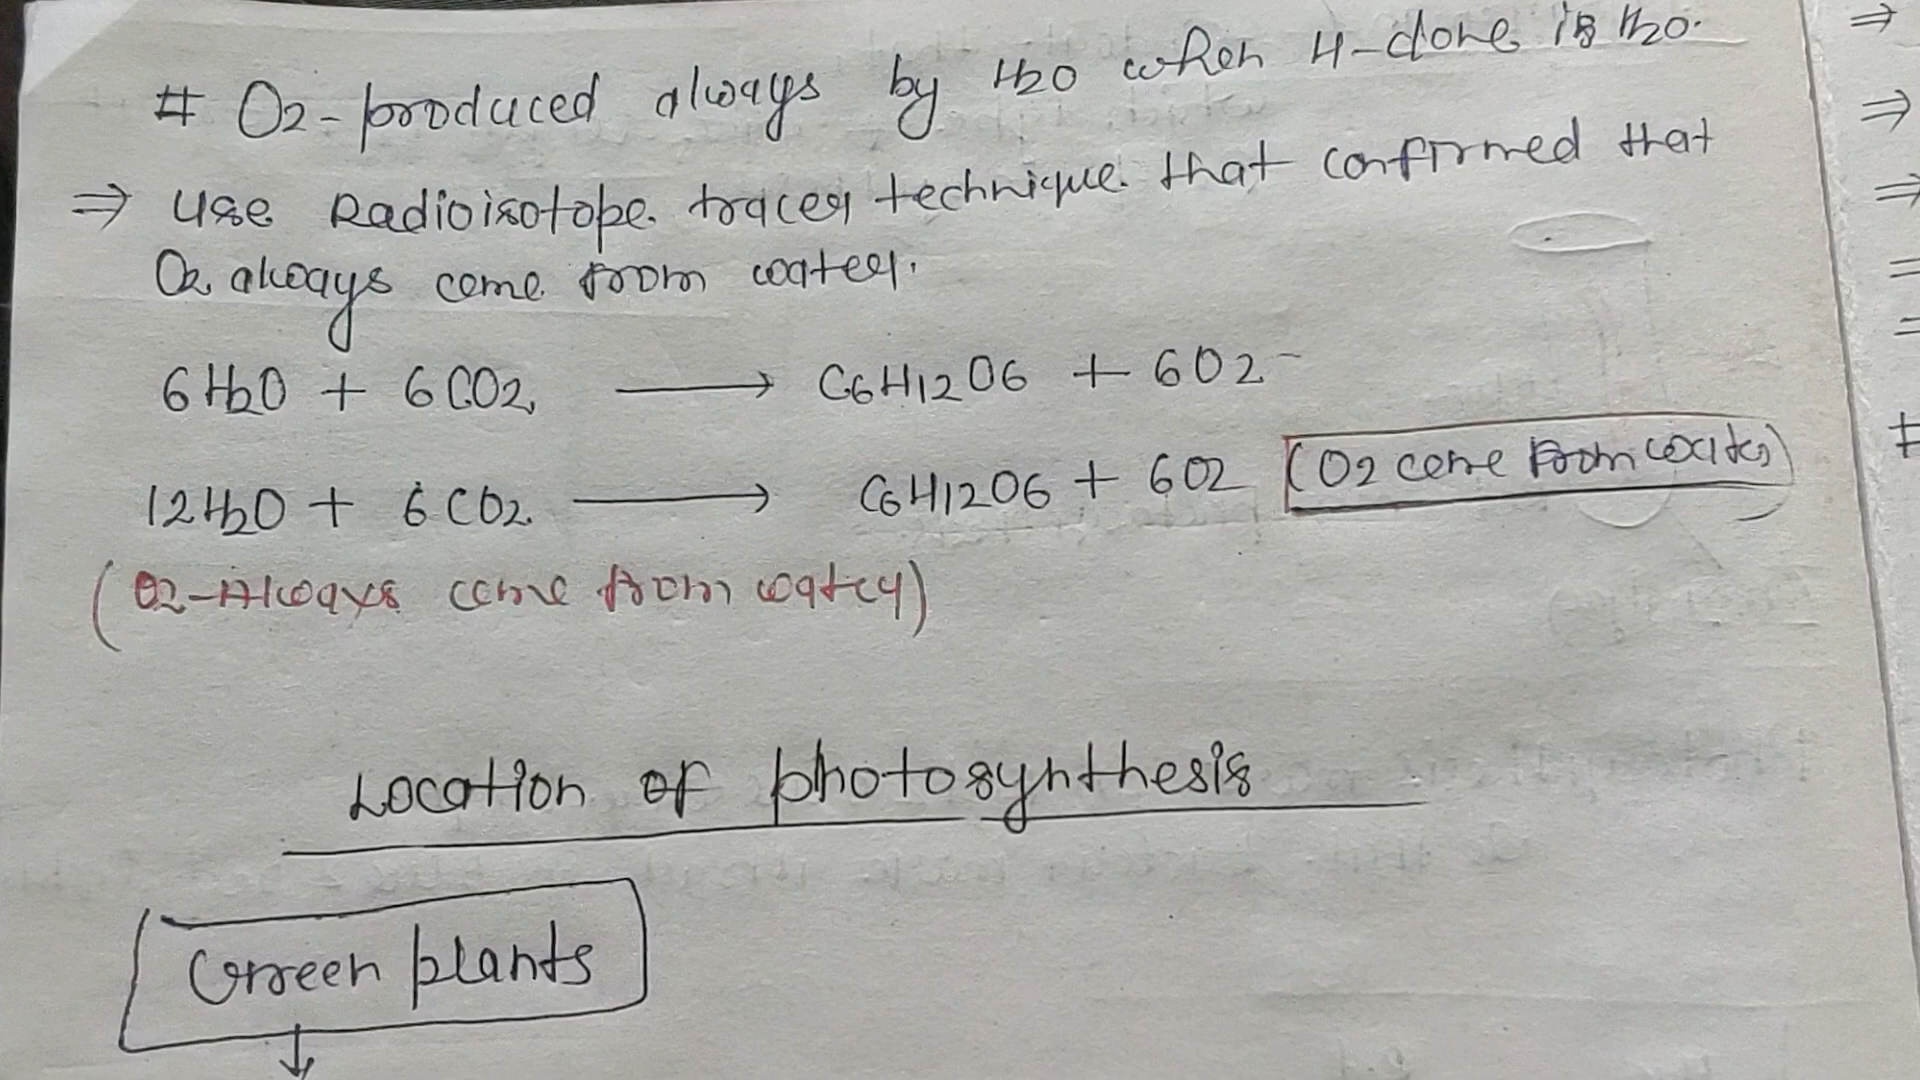 # O2-produced always by H2O when H-done is H2O.
⇒ use Radioisotope tracer technique that confirmed that
O2 always come from water.
6H2O + 6CO2 ⟶ C6H12O6 + 6O2
12H2O + 6CO2 ⟶ C6H12O6 + 6O2 (O2 come from water)
(O2-Always come from water)
Location of photosynthesis
Green plants
↓